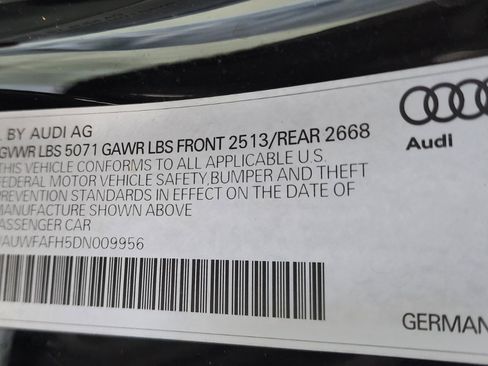 BY AUDI AG
GVWR LBS 5071 GAWR LBS FRONT 2513/REAR 2668
THIS VEHICLE CONFORMS TO ALL APPLICABLE U.S.
FEDERAL MOTOR VEHICLE SAFETY, BUMPER AND THEFT
PREVENTION STANDARDS IN EFFECT ON THE DATE OF
MANUFACTURE SHOWN ABOVE
PASSENGER CAR
AUWFAFH5DN009956
Audi
GERMAN